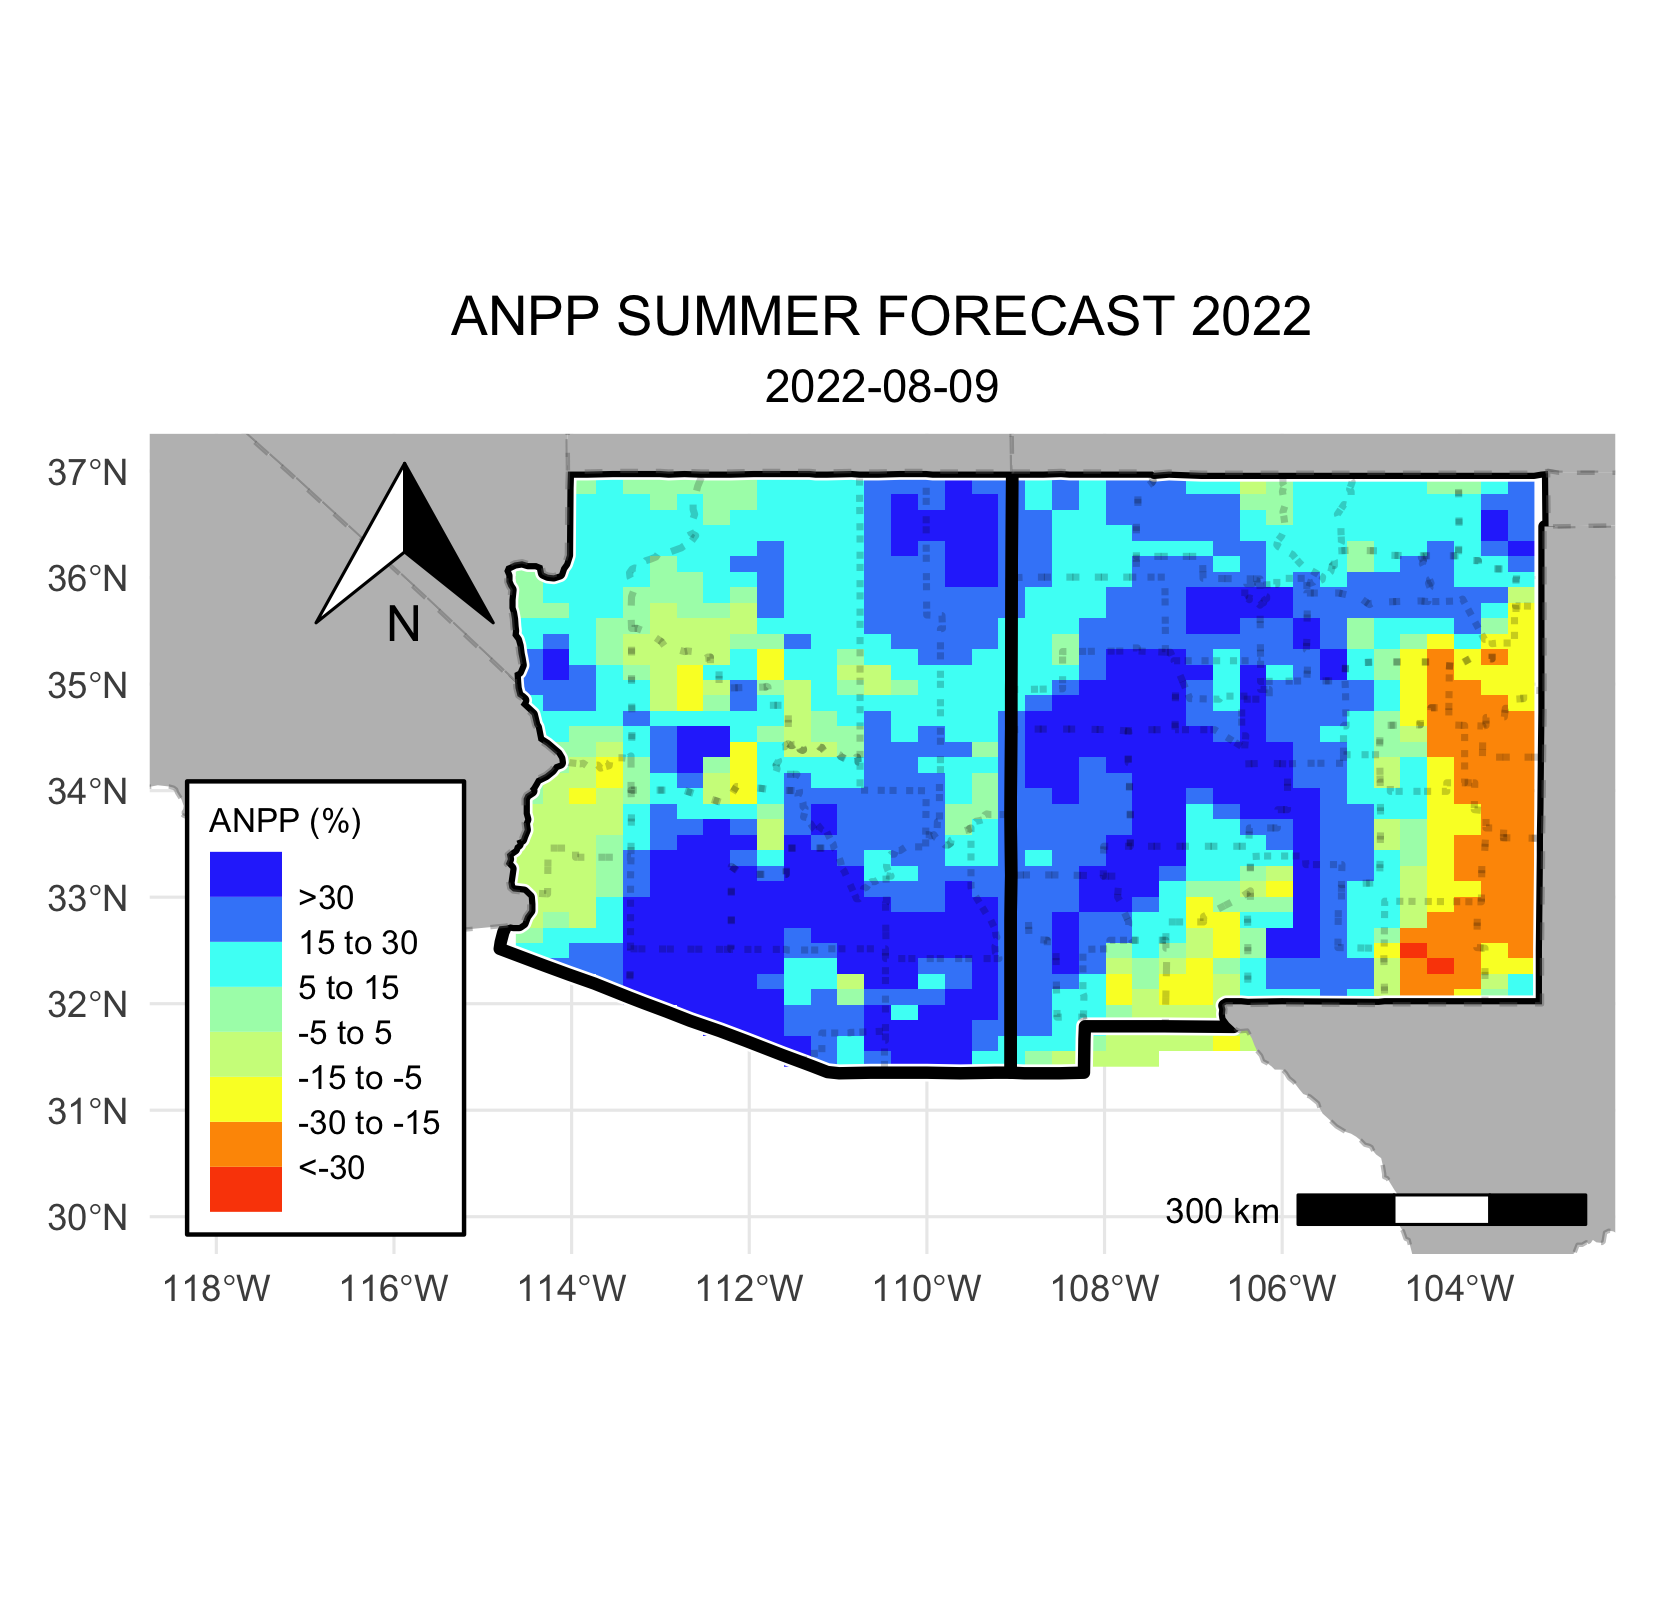 ANPP SUMMER FORECAST 2022
2022-08-09
37°N
36°N
35°N
34°N
33°N
32°N
31°N
30°N
N
ANPP (%)
>30
15 to 30
5 to 15
-5 to 5
-15 to -5
-30 to -15
<-30
300 km
118°W
116°W
114°W
112°W
110°W
108°W
106°W
104°W